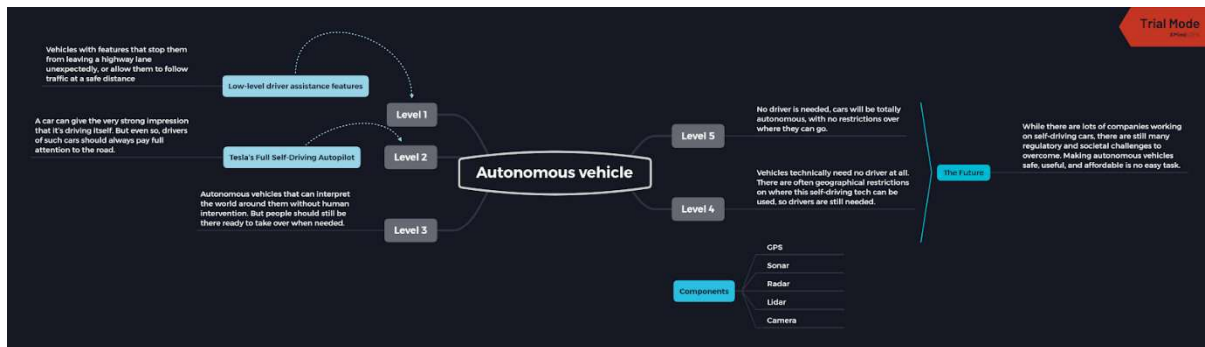 Trial Mode
Vehicles with features that stop them
from leaving a highway lane
unexpectedly, or allow them to follow
traffic at a safe distance
Low-level driver assistance features
Level 1
A car can give the very strong impression
that it's driving itself. But even so, drivers
of such cars should always pay full
attention to the road.
Tesla's Full Self-Driving Autopilot
Level 2
Autonomous vehicles that can interpret
the world around them without human
intervention. But people should still be
there ready to take over when needed.
Level 3
Autonomous vehicle
Level 5
No driver is needed, cars will be totally
autonomous, with no restrictions over
where they can go.
Level 4
Vehicles technically need no driver at all.
There are often geographical restrictions
on where this self-driving tech can be
used, so drivers are still needed.
The Future
While there are lots of companies working
on self-driving cars, there are still many
regulatory and societal challenges to
overcome. Making autonomous vehicles
safe, useful, and affordable is no easy task.
Components
GPS
Sonar
Radar
Lidar
Camera